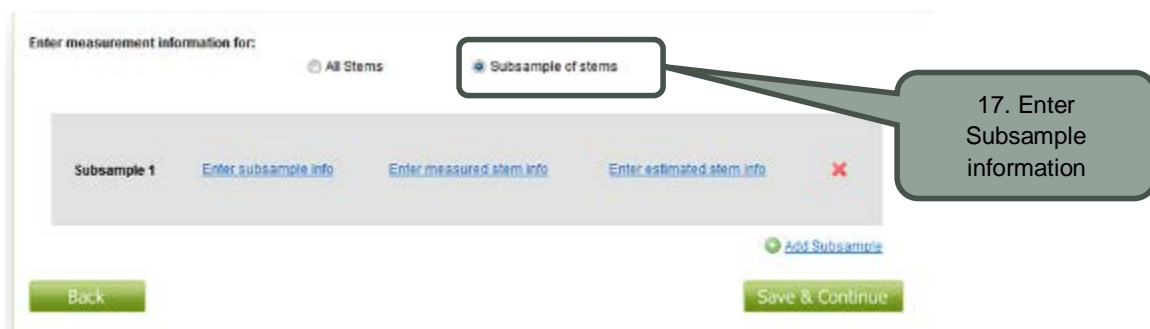 Enter measurement information for:
All Stems Subsample of stems
17. Enter
Subsample
information
Subsample 1 Enter subsample info Enter measured stem info Enter estimated stem info
Add Subsample
Back Save & Continue